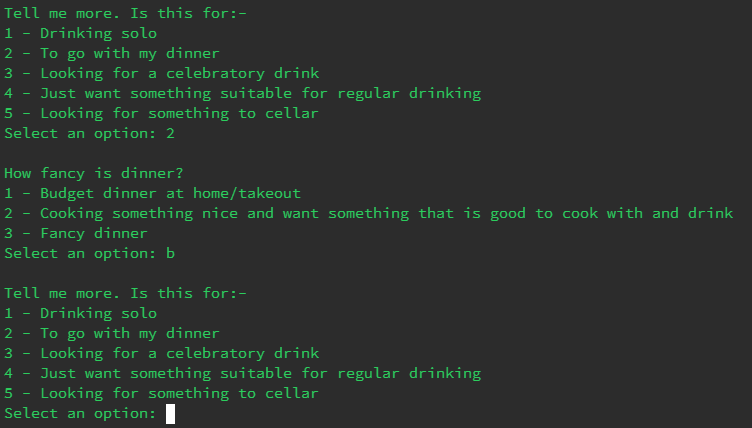 Tell me more. Is this for:-
1 - Drinking solo
2 - To go with my dinner
3 - Looking for a celebratory drink
4 - Just want something suitable for regular drinking
5 - Looking for something to cellar
Select an option: 2

How fancy is dinner?
1 - Budget dinner at home/takeout
2 - Cooking something nice and want something that is good to cook with and drink
3 - Fancy dinner
Select an option: b

Tell me more. Is this for:-
1 - Drinking solo
2 - To go with my dinner
3 - Looking for a celebratory drink
4 - Just want something suitable for regular drinking
5 - Looking for something to cellar
Select an option: